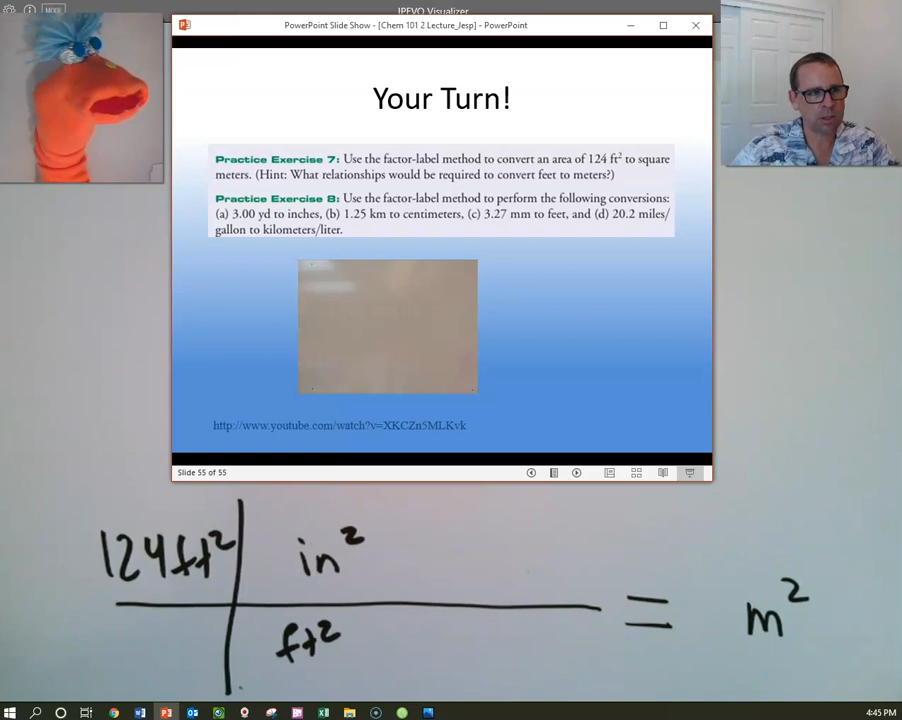 IPEVO Visualizer
MODE
PowerPoint Slide Show - [Chem 101 2 Lecture_Jesp] - PowerPoint
Your Turn!
Practice Exercise 7: Use the factor-label method to convert an area of 124 ft² to square
meters. (Hint: What relationships would be required to convert feet to meters?)
Practice Exercise 8: Use the factor-label method to perform the following conversions:
(a) 3.00 yd to inches, (b) 1.25 km to centimeters, (c) 3.27 mm to feet, and (d) 20.2 miles/
gallon to kilometers/liter.
http://www.youtube.com/watch?v=XKCZn5MLKvk
Slide 55 of 55
124 ft² in²
ft²
= m²
4:45 PM